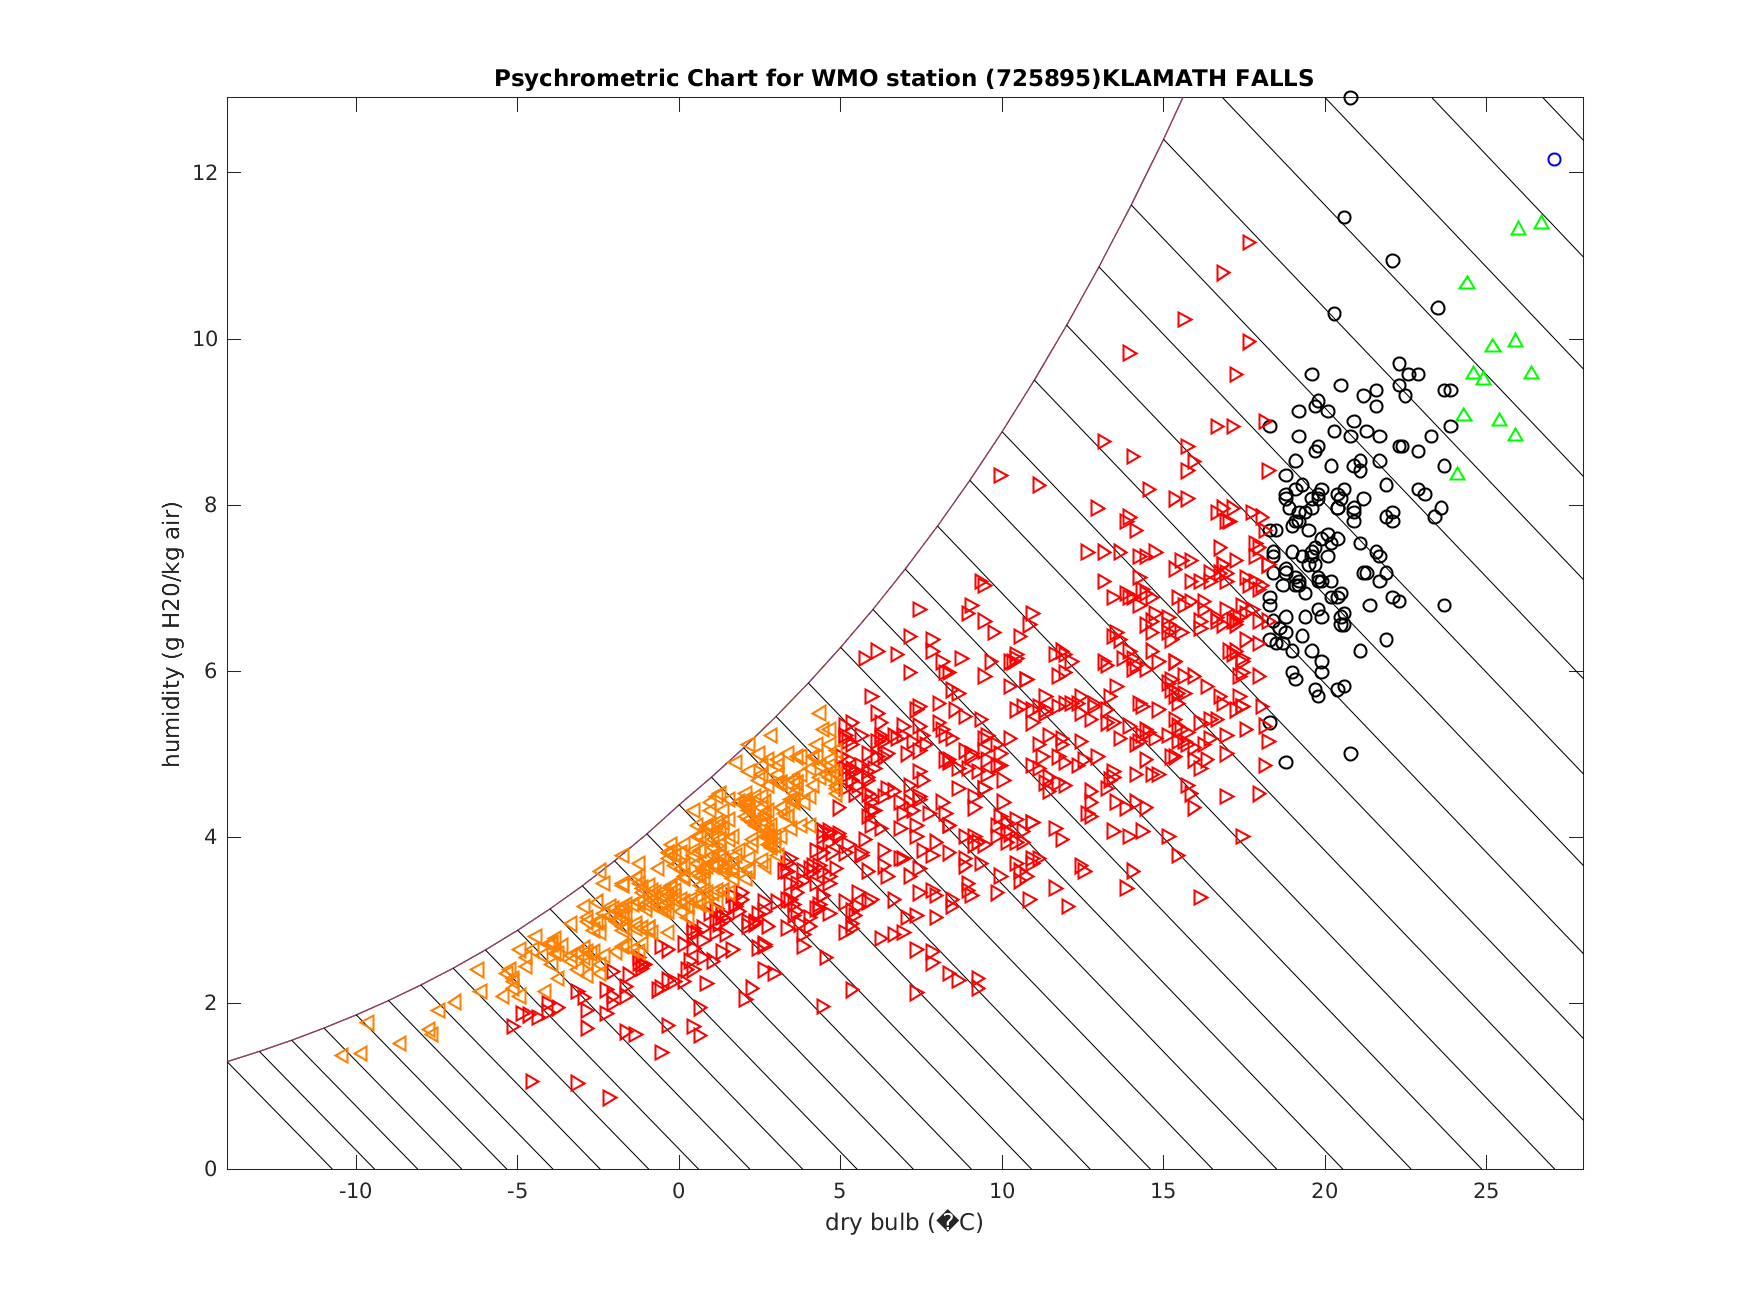 Psychrometric Chart for WMO station (725895)KLAMATH FALLS
12
10
8
6
4
2
0
humidity (g H20/kg air)
-10 -5 0 5 10 15 20 25
dry bulb (�C)